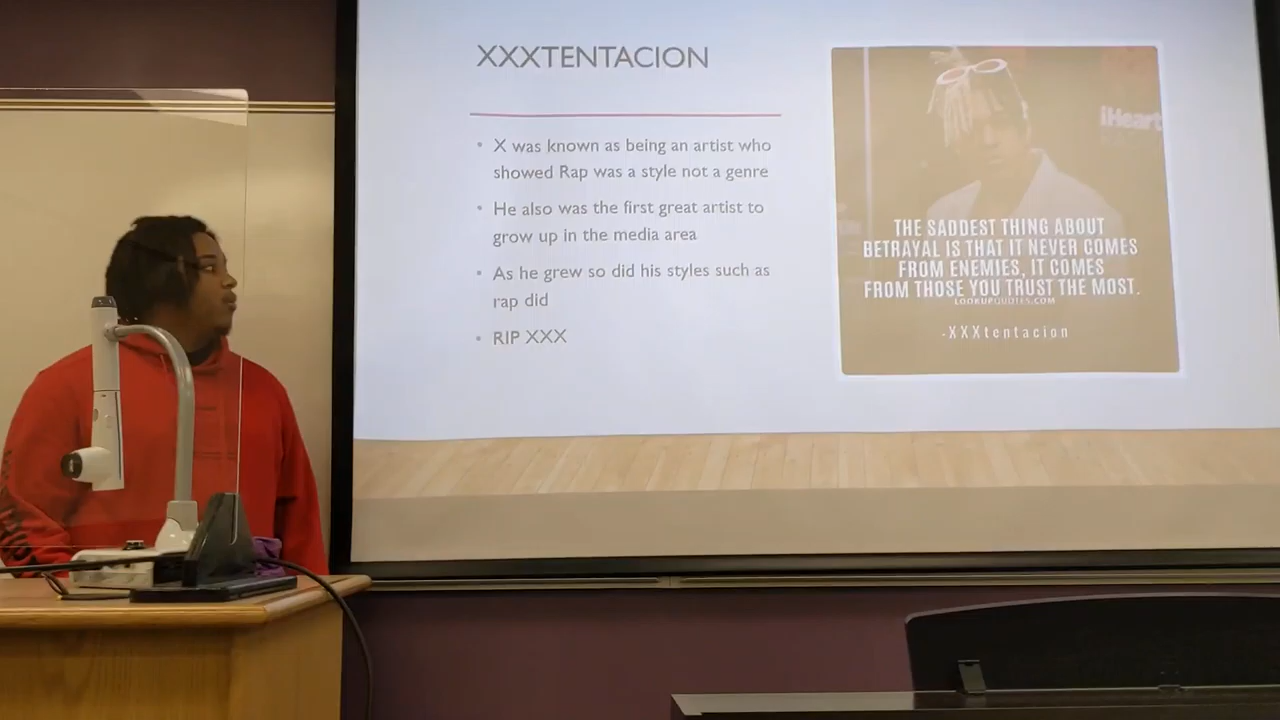 XXXTENTACION
• X was known as being an artist who
showed Rap was a style not a genre
• He also was the first great artist to
grow up in the media area
• As he grew so did his styles such as
rap did
• RIP XXX
iHeart
THE SADDEST THING ABOUT
BETRAYAL IS THAT IT NEVER COMES
FROM ENEMIES, IT COMES
FROM THOSE YOU TRUST THE MOST.
LOOKUPQUOTES.COM
-XXXtentacion